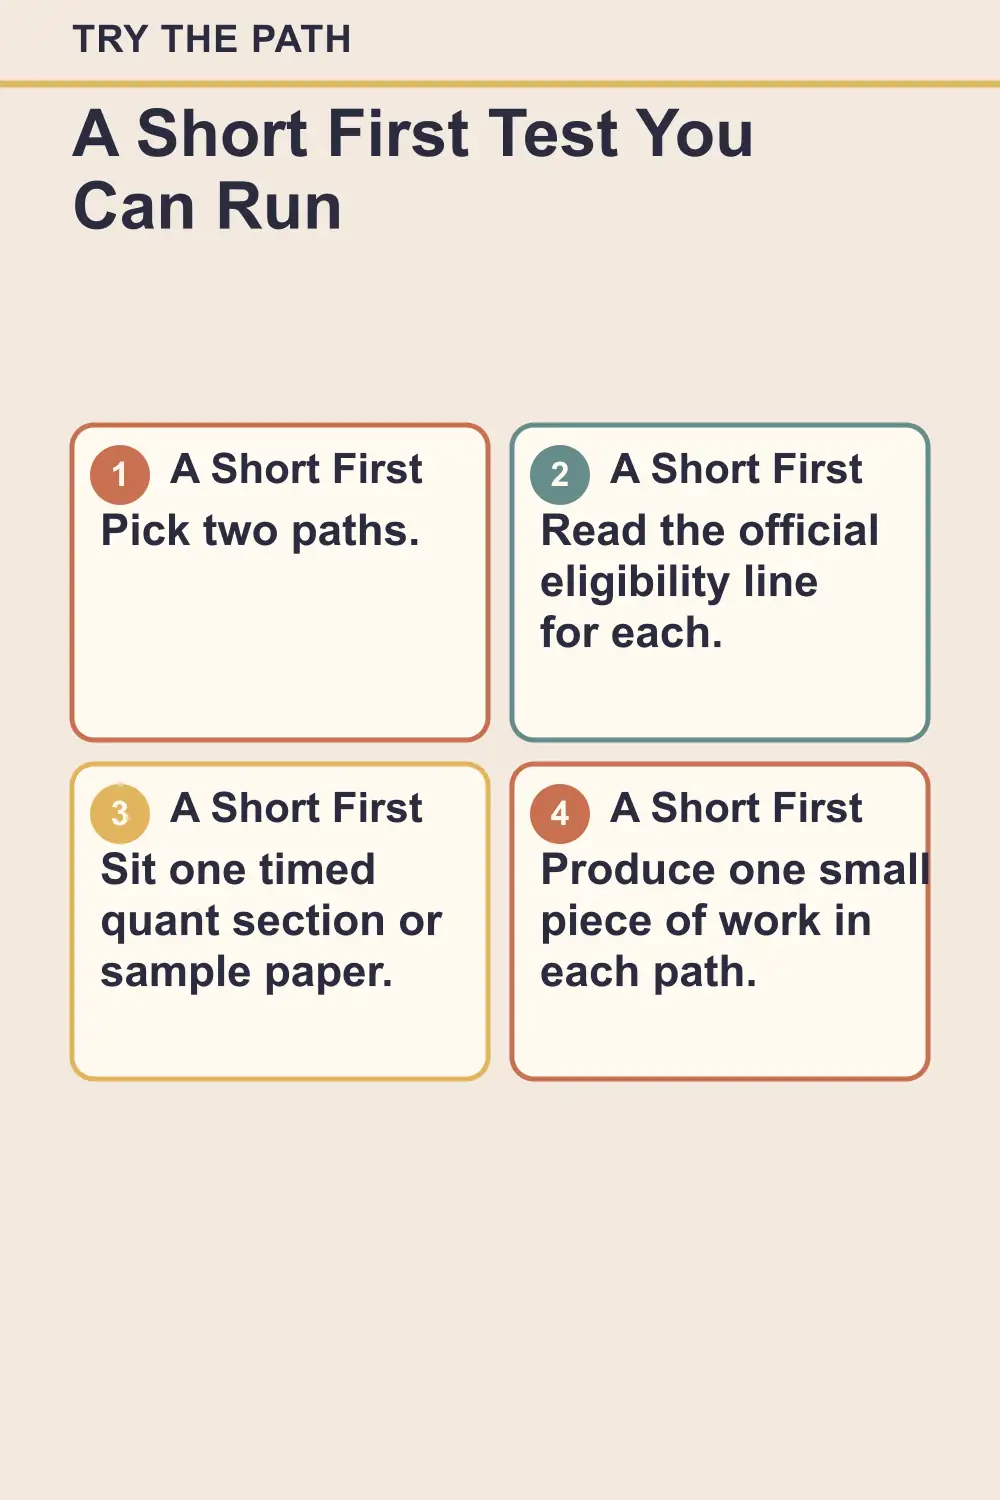 TRY THE PATH
A Short First Test You
Can Run
1
A Short First
Pick two paths.
2
A Short First
Read the official
eligibility line
for each.
3
A Short First
Sit one timed
quant section or
sample paper.
4
A Short First
Produce one small
piece of work in
each path.